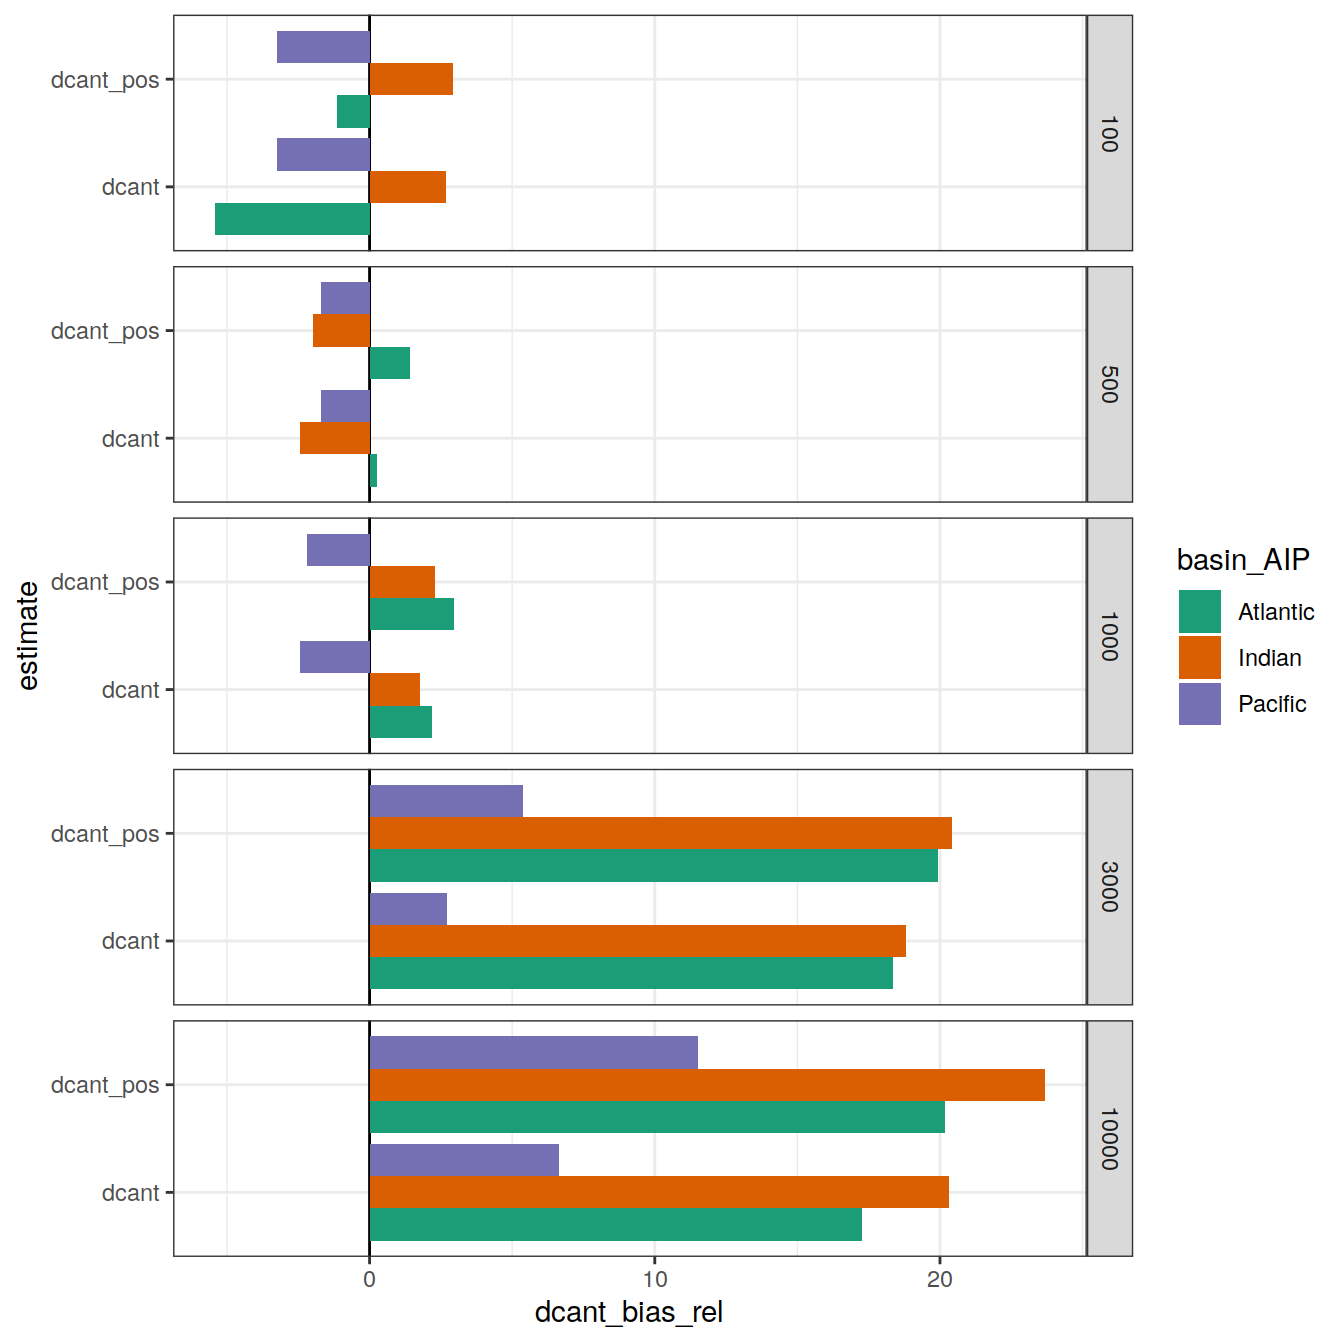 dcant_pos
dcant
100
dcant_pos
dcant
500
dcant_pos
dcant
1000
dcant_pos
dcant
3000
dcant_pos
dcant
10000
0 10 20
dcant_bias_rel
estimate
basin_AIP
Atlantic
Indian
Pacific